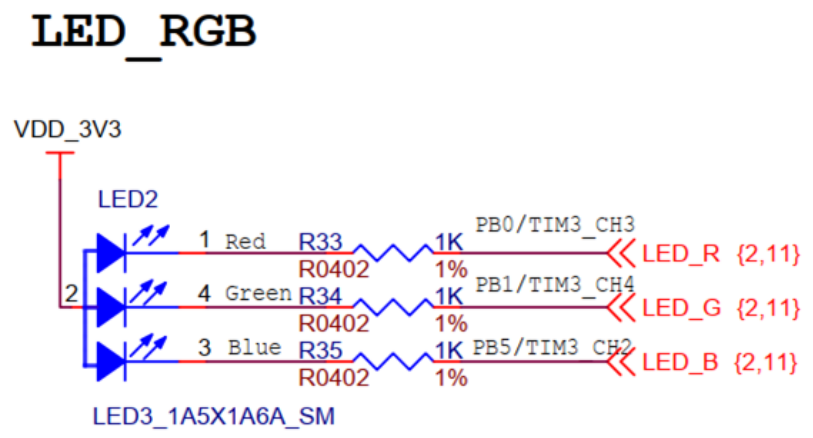 LED_RGB
VDD_3V3
LED2
PB0/TIM3_CH3
1 Red R33 1K LED_R {2,11}
R0402 1%
PB1/TIM3_CH4
2 4 Green R34 1K LED_G {2,11}
R0402 1%
3 Blue R35 1K PB5/TIM3_CH2 LED_B {2,11}
R0402 1%
LED3_1A5X1A6A_SM